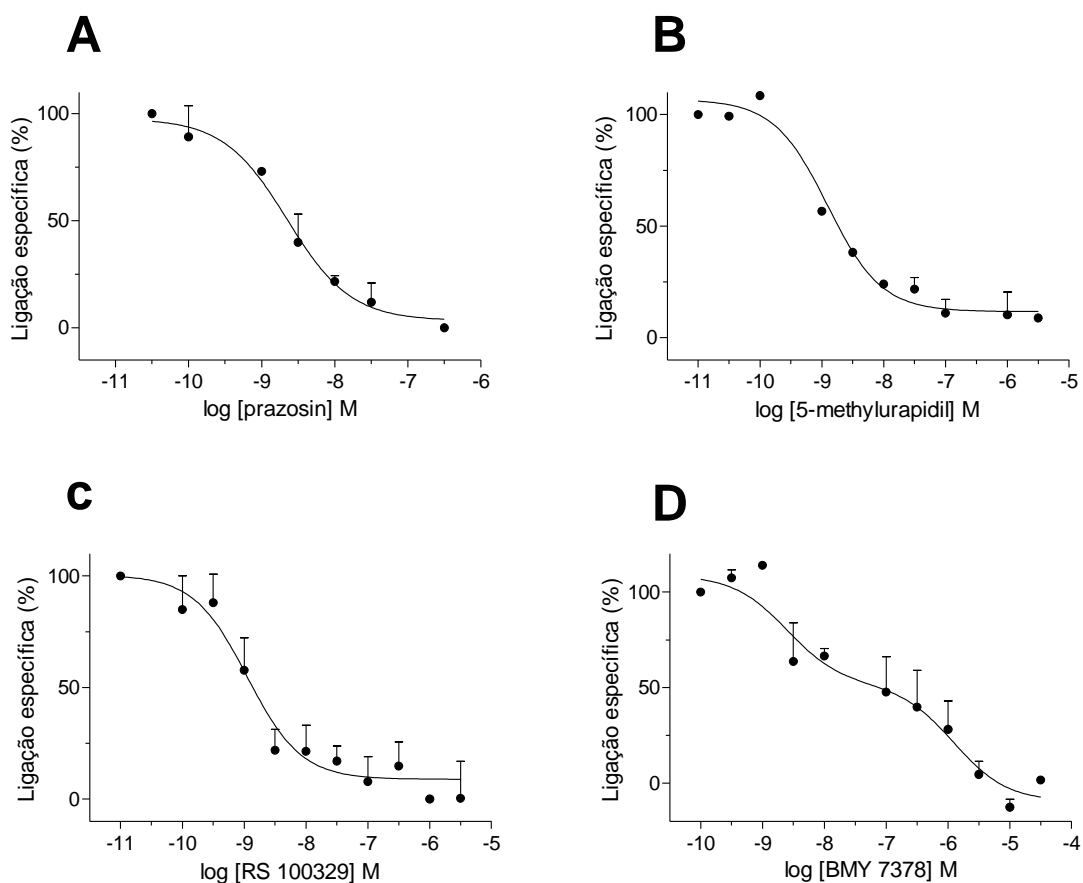 A
Ligação específica (%)
100
50
0
-11 -10 -9 -8 -7 -6
log [prazosin] M
B
Ligação específica (%)
100
50
0
-11 -10 -9 -8 -7 -6 -5
log [5-methylurapidil] M
c
Ligação específica (%)
100
50
0
-11 -10 -9 -8 -7 -6 -5
log [RS 100329] M
D
Ligação específica (%)
100
50
0
-10 -9 -8 -7 -6 -5 -4
log [BMY 7378] M